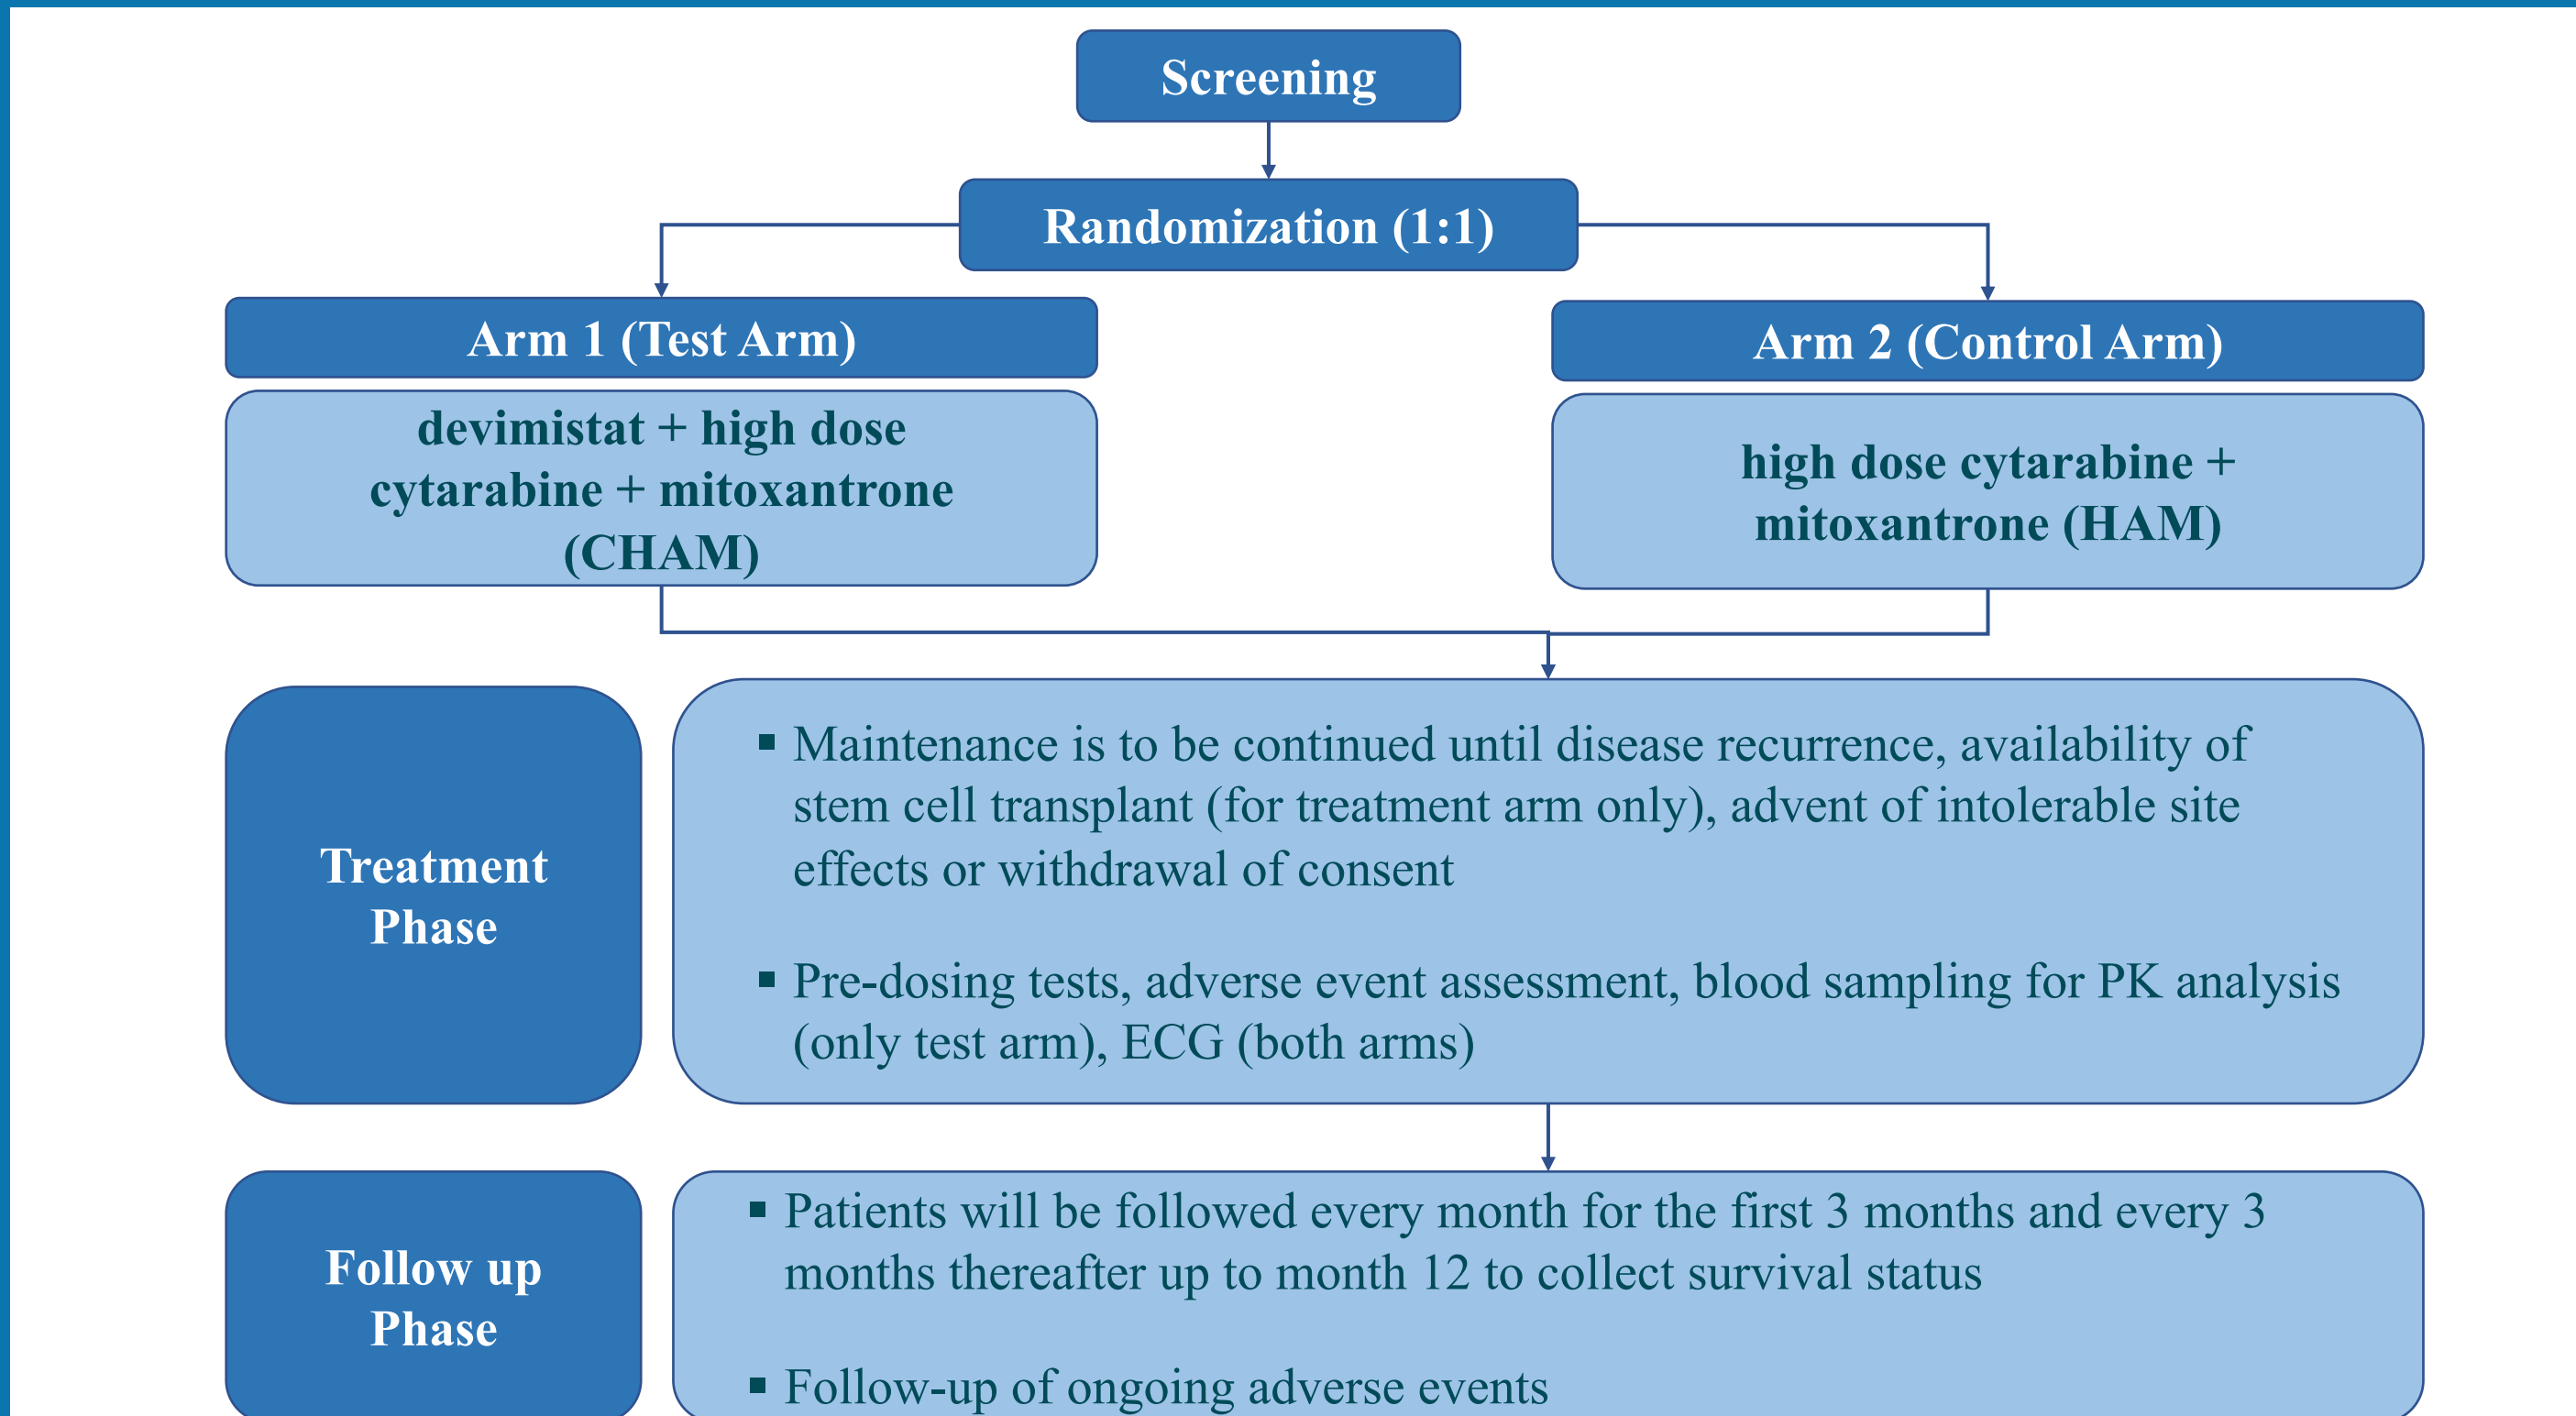 Screening
Randomization (1:1)
Arm 1 (Test Arm)
Arm 2 (Control Arm)
devimistat + high dose
cytarabine + mitoxantrone
(CHAM)
high dose cytarabine +
mitoxantrone (HAM)
Treatment
Phase
▪ Maintenance is to be continued until disease recurrence, availability of
stem cell transplant (for treatment arm only), advent of intolerable site
effects or withdrawal of consent
▪ Pre-dosing tests, adverse event assessment, blood sampling for PK analysis
(only test arm), ECG (both arms)
Follow up
Phase
▪ Patients will be followed every month for the first 3 months and every 3
months thereafter up to month 12 to collect survival status
▪ Follow-up of ongoing adverse events